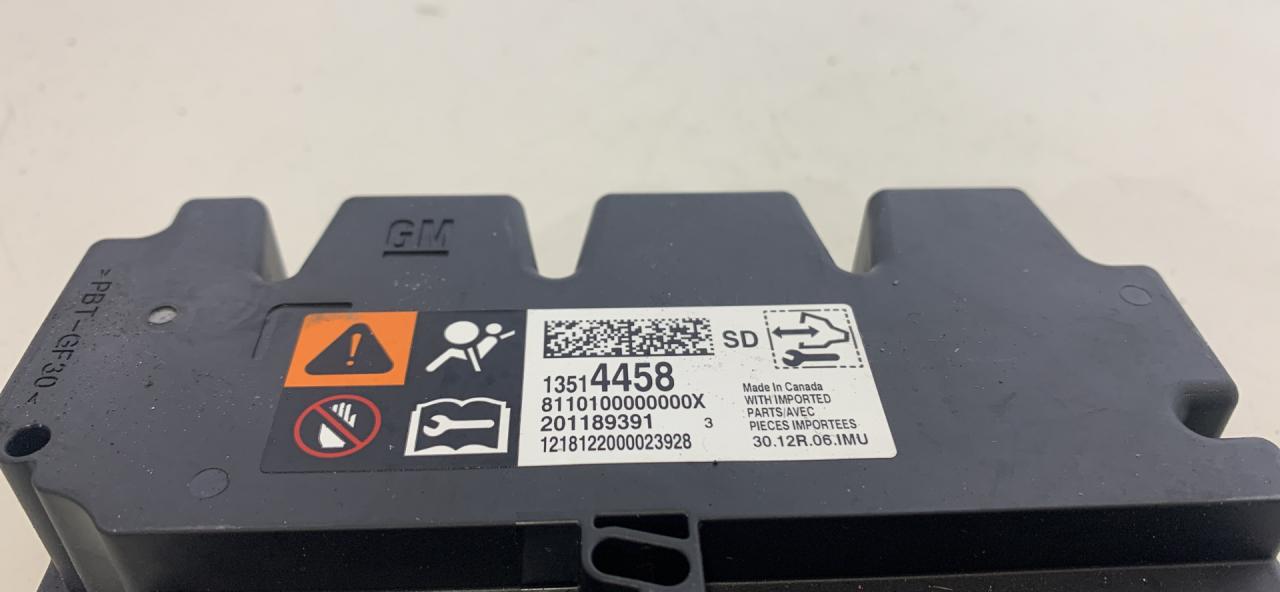 GM
>PBT-GF30<
SD
13514458
8110100000000X
201189391 3
1218122000023928
Made In Canada
WITH IMPORTED
PARTS/AVEC
PIECES IMPORTEES
30.12R.06.IMU